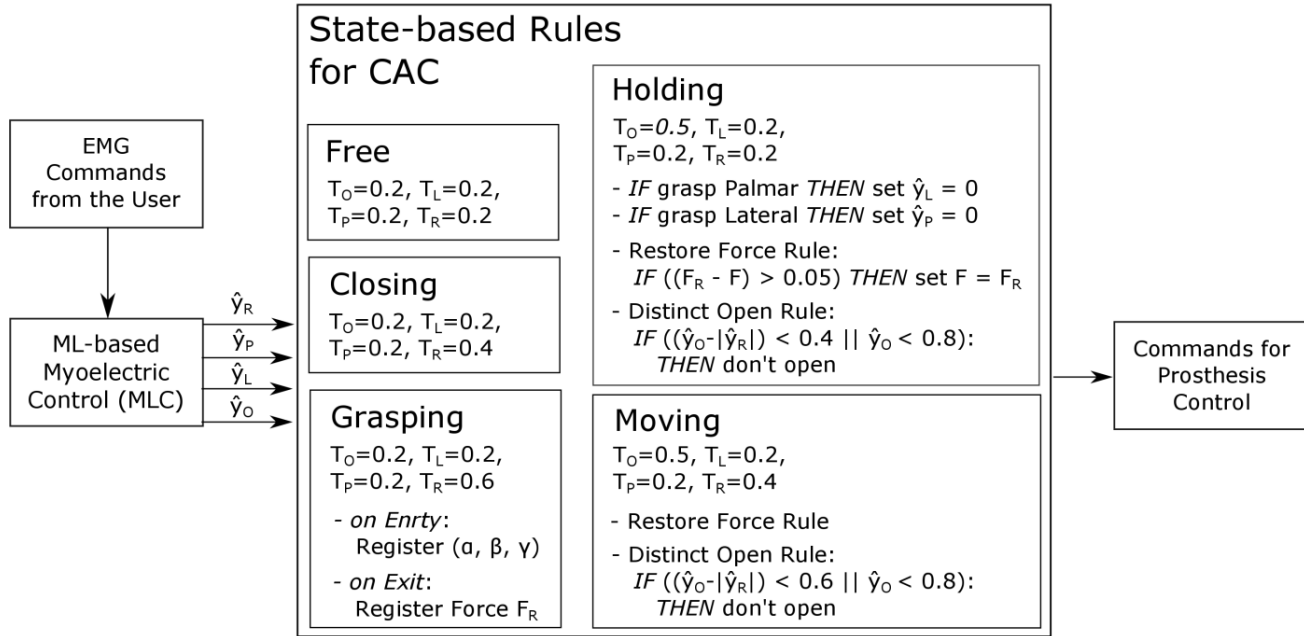 State-based Rules
for CAC
EMG
Commands
from the User
ML-based
Myoelectric
Control (MLC)
ŷR
ŷP
ŷL
ŷO
Free
TO=0.2, TL=0.2,
TP=0.2, TR=0.2
Closing
TO=0.2, TL=0.2,
TP=0.2, TR=0.4
Grasping
TO=0.2, TL=0.2,
TP=0.2, TR=0.6
- on Enrty:
Register (α, β, γ)
- on Exit:
Register Force FR
Holding
TO=0.5, TL=0.2,
TP=0.2, TR=0.2
- IF grasp Palmar THEN set ŷL = 0
- IF grasp Lateral THEN set ŷP = 0
- Restore Force Rule:
IF ((FR - F) > 0.05) THEN set F = FR
- Distinct Open Rule:
IF ((ŷO-|ŷR|) < 0.4 || ŷO < 0.8):
THEN don't open
Moving
TO=0.5, TL=0.2,
TP=0.2, TR=0.4
- Restore Force Rule
- Distinct Open Rule:
IF ((ŷO-|ŷR|) < 0.6 || ŷO < 0.8):
THEN don't open
Commands for
Prosthesis
Control